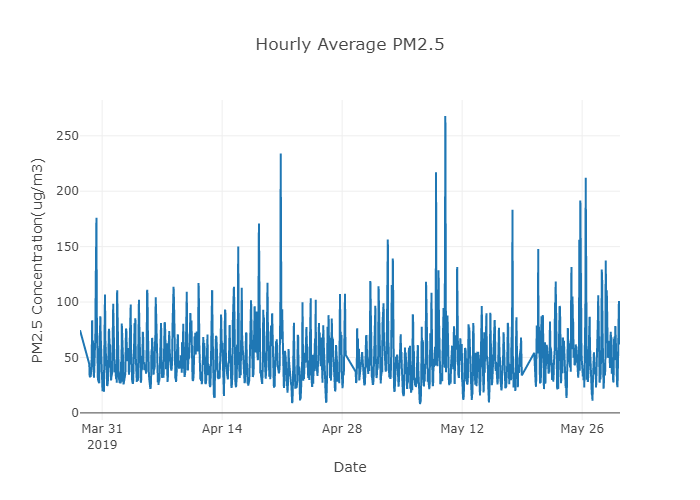 Hourly Average PM2.5
PM2.5 Concentration(ug/m3)
250
200
150
100
50
0
Mar 31
2019
Apr 14
Apr 28
May 12
May 26
Date